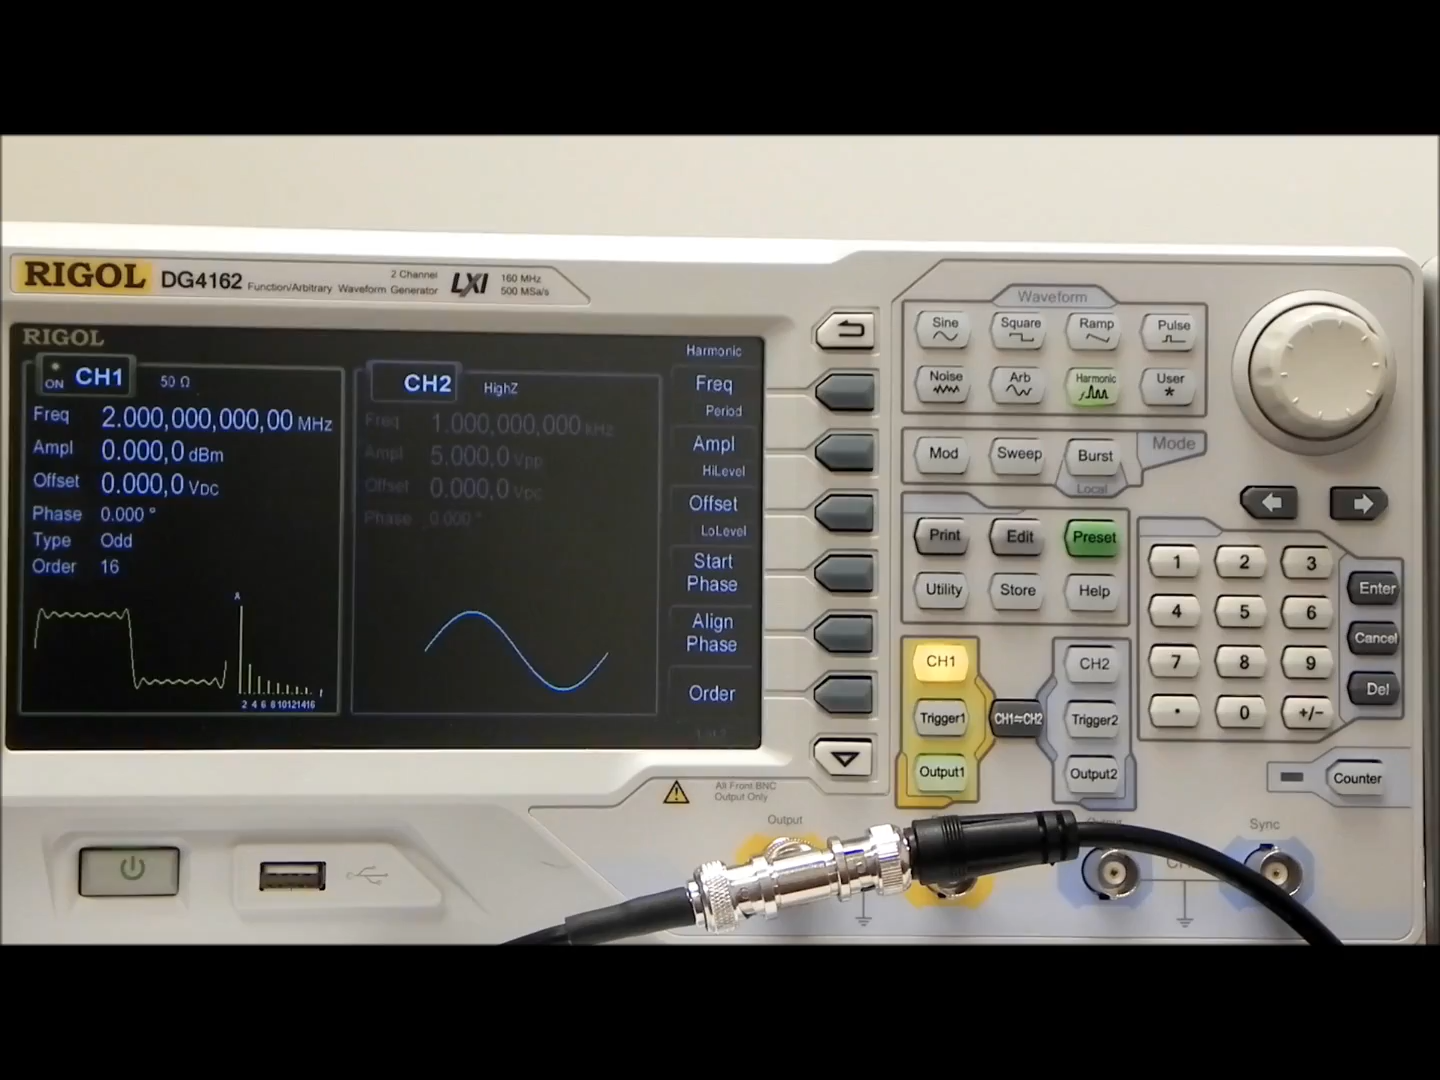 RIGOL DG4162 Function/Arbitrary Waveform Generator
2 Channel
LXI
160 MHz
500 MSa/s
RIGOL
ON CH1 50 Ω
Freq 2.000,000,000,00 MHz
Ampl 0.000,0 dBm
Offset 0.000,0 VDC
Phase 0.000 °
Type Odd
Order 16
A
f
2 4 6 8 10 12 14 16
CH2 HighZ
Freq 1.000,000,000 kHz
Ampl 5.000,0 Vpp
Offset 0.000,0 VDC
Phase 0.000 °
Harmonic
Freq
Period
Ampl
HiLevel
Offset
LoLevel
Start
Phase
Align
Phase
Order
1 of 2
Waveform
Sine Square Ramp Pulse
Noise Arb Harmonic User
*
Mod Sweep Burst Mode
Local
Print Edit Preset
Utility Store Help
CH1 CH2
Trigger1 CH1≈CH2 Trigger2
Output1 Output2
1 2 3 Enter
4 5 6 Cancel
7 8 9 Del
. 0 +/-
Counter
All Front BNC
Output Only
Output
Output
Sync